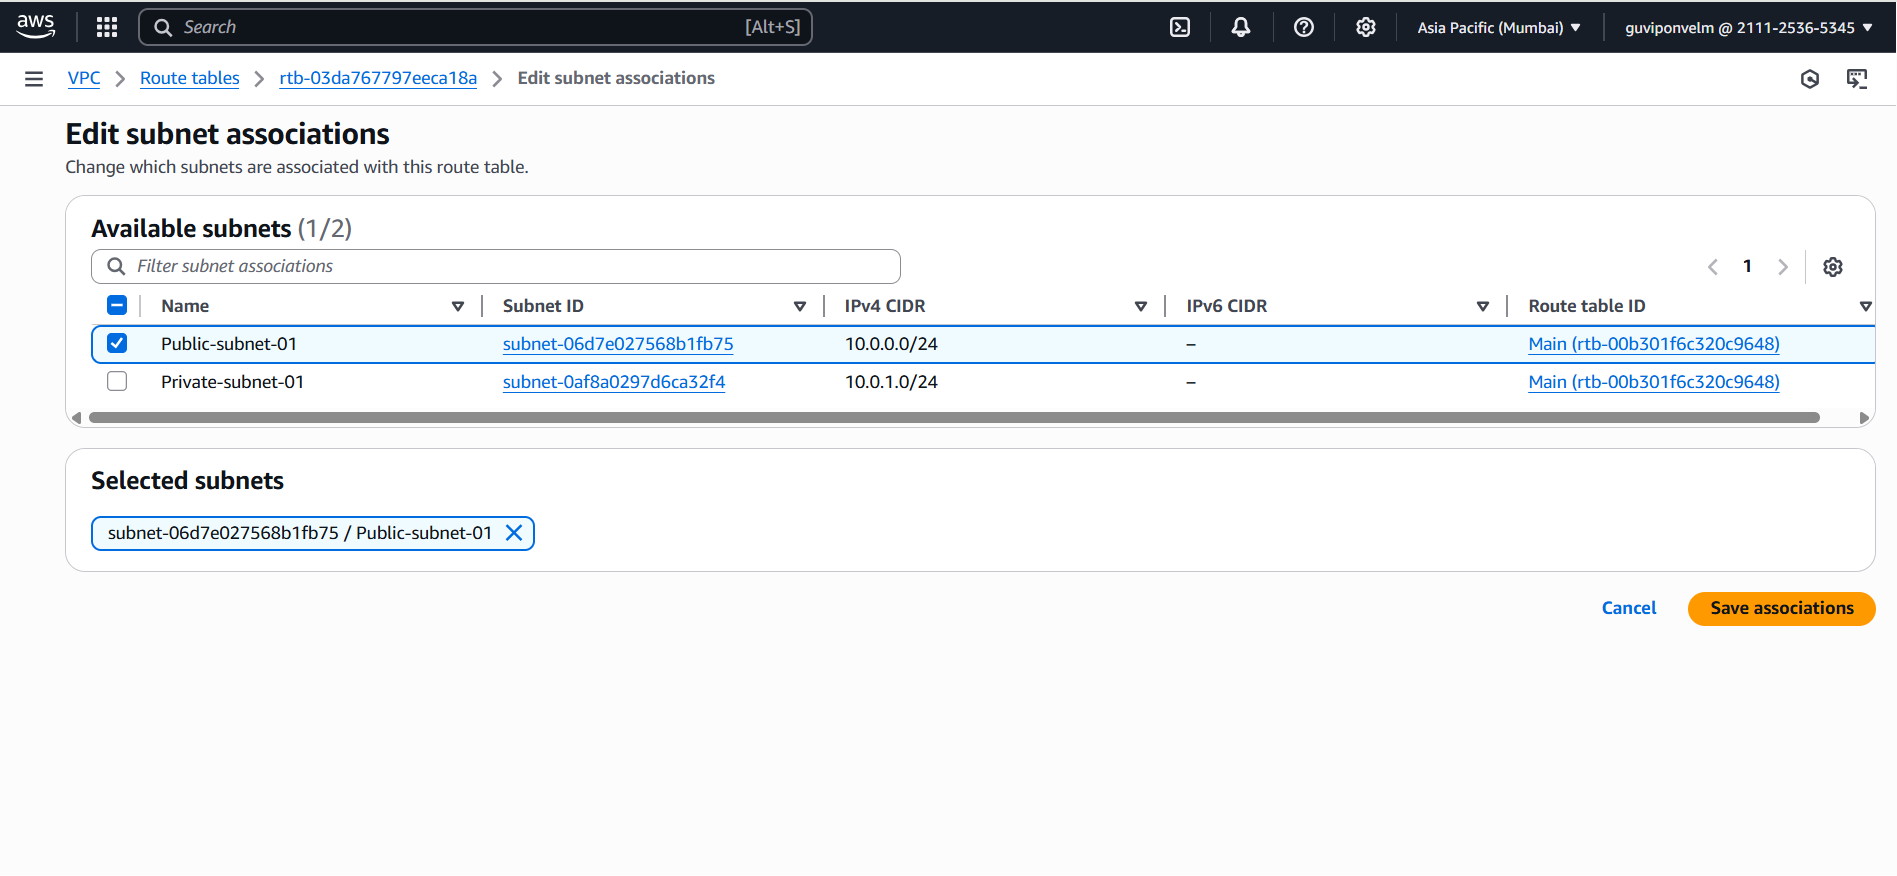 aws
Search [Alt+S]
Asia Pacific (Mumbai)
guviponvelm @ 2111-2536-5345
VPC
Route tables
rtb-03da767797eeca18a
Edit subnet associations
Edit subnet associations
Change which subnets are associated with this route table.
Available subnets (1/2)
Filter subnet associations
1
Name Subnet ID IPv4 CIDR IPv6 CIDR Route table ID
Public-subnet-01 subnet-06d7e027568b1fb75 10.0.0.0/24 – Main (rtb-00b301f6c320c9648)
Private-subnet-01 subnet-0af8a0297d6ca32f4 10.0.1.0/24 – Main (rtb-00b301f6c320c9648)
Selected subnets
subnet-06d7e027568b1fb75 / Public-subnet-01
Cancel
Save associations